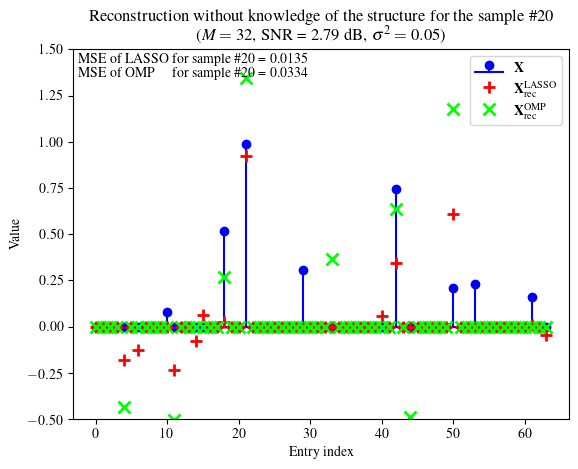 Reconstruction without knowledge of the structure for the sample #20
(M = 32, SNR = 2.79 dB, σ² = 0.05)
MSE of LASSO for sample #20 = 0.0135
MSE of OMP for sample #20 = 0.0334
X
X_rec^LASSO
X_rec^OMP
1.50
1.25
1.00
0.75
0.50
0.25
0.00
−0.25
−0.50
Value
0 10 20 30 40 50 60
Entry index